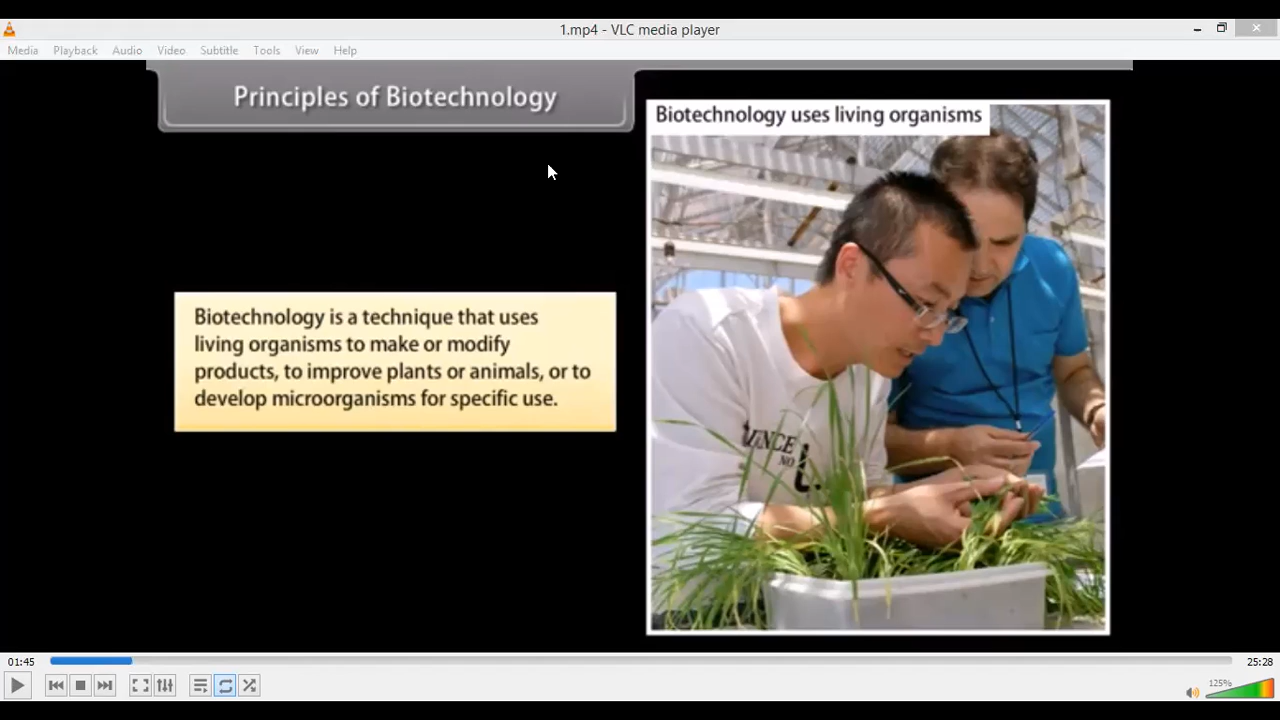 1.mp4 - VLC media player
Media Playback Audio Video Subtitle Tools View Help
Principles of Biotechnology
Biotechnology uses living organisms
Biotechnology is a technique that uses
living organisms to make or modify
products, to improve plants or animals, or to
develop microorganisms for specific use.
NO
01:45
25:28
125%